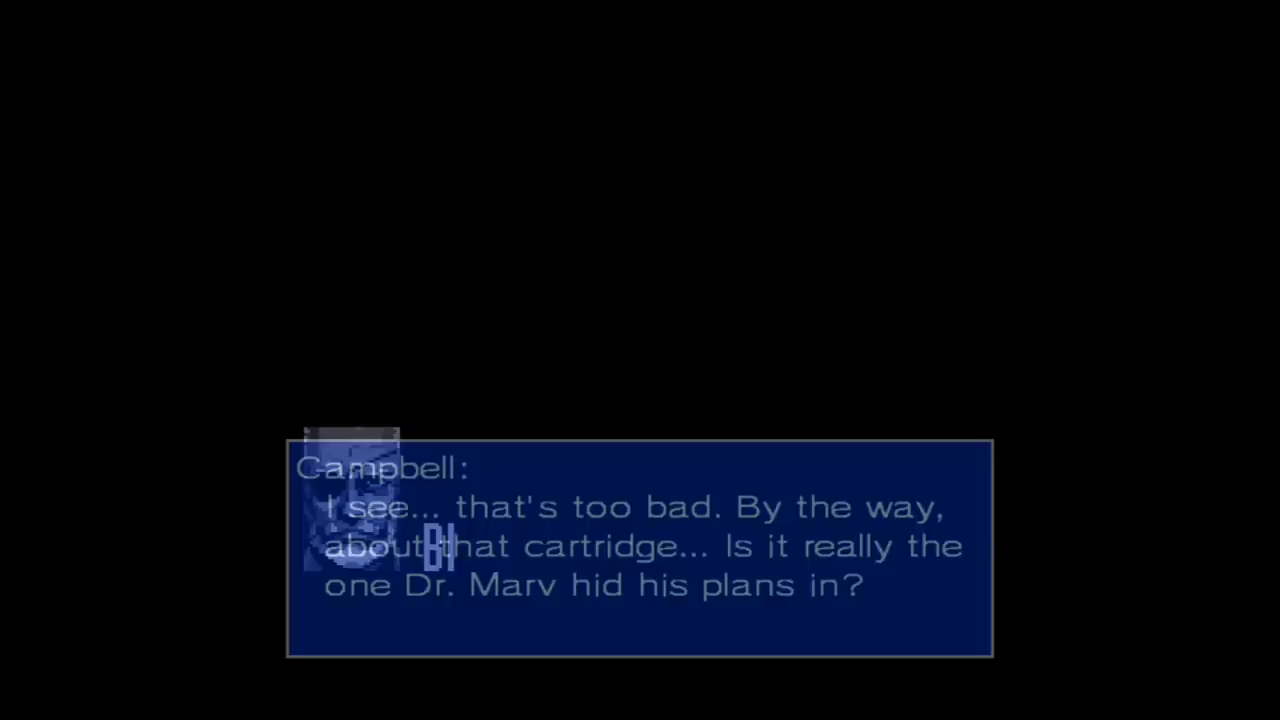 Campbell:
I see... that's too bad. By the way,
about that cartridge... Is it really the
one Dr. Marv hid his plans in?
BI